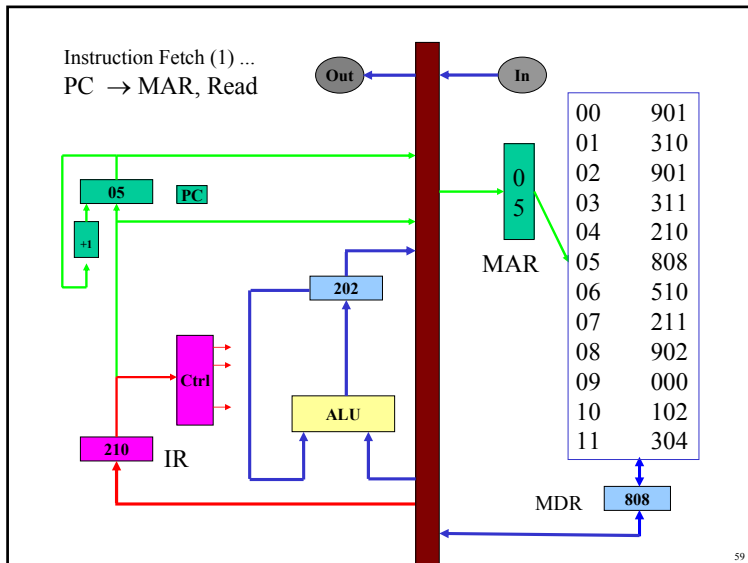 Instruction Fetch (1) ...
PC → MAR, Read
Out
In
05
PC
+1
0
5
MAR
202
Ctrl
ALU
210
IR
00 901
01 310
02 901
03 311
04 210
05 808
06 510
07 211
08 902
09 000
10 102
11 304
MDR
808
59